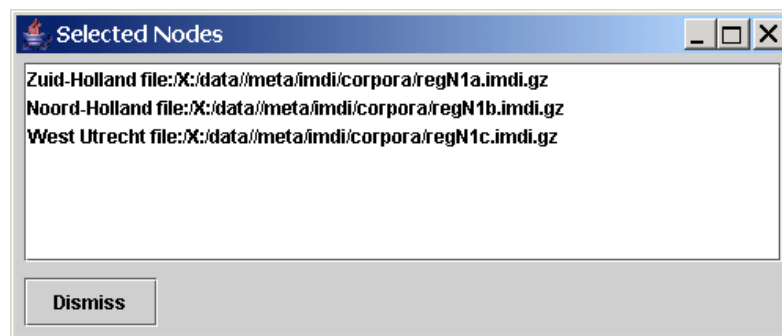 Selected Nodes
Zuid-Holland file:/X:/data//meta/imdi/corpora/regN1a.imdi.gz
Noord-Holland file:/X:/data//meta/imdi/corpora/regN1b.imdi.gz
West Utrecht file:/X:/data//meta/imdi/corpora/regN1c.imdi.gz
Dismiss